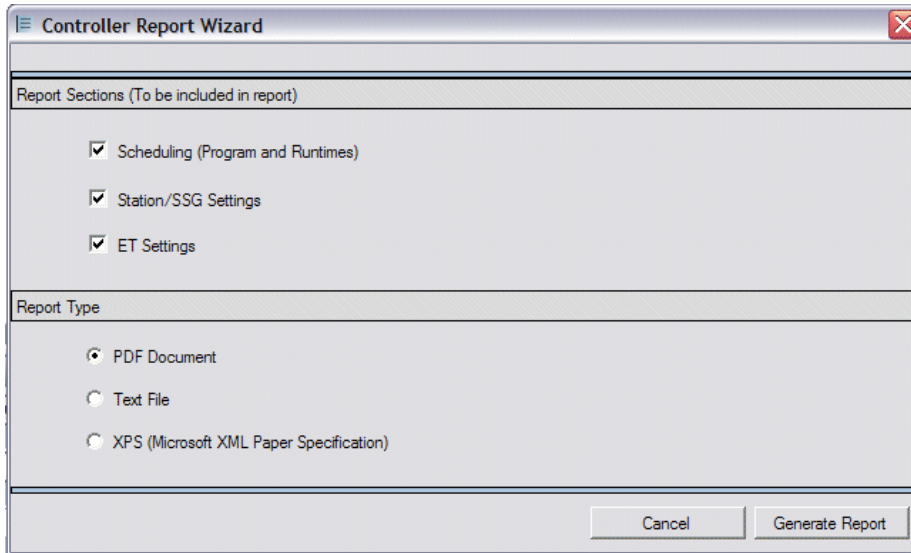 Controller Report Wizard
Report Sections (To be included in report)
Scheduling (Program and Runtimes)
Station/SSG Settings
ET Settings
Report Type
PDF Document
Text File
XPS (Microsoft XML Paper Specification)
Cancel
Generate Report